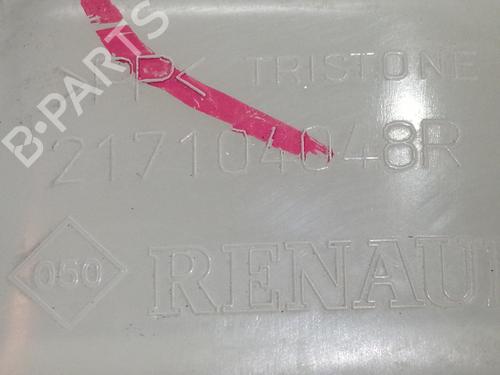 >PP< TRISTONE
217104048R
050 RENAU
B-PARTS